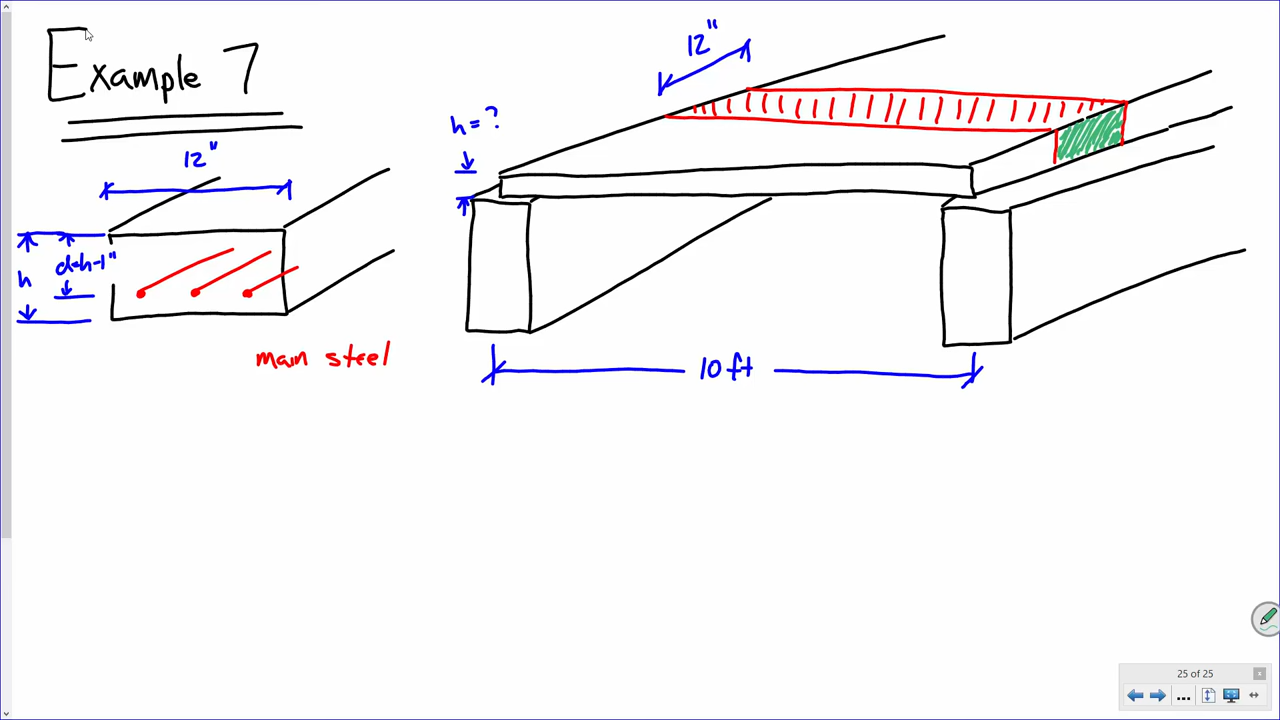 Example 7
12"
h = ?
12"
h
d=h-1"
main steel
10 ft
25 of 25
...